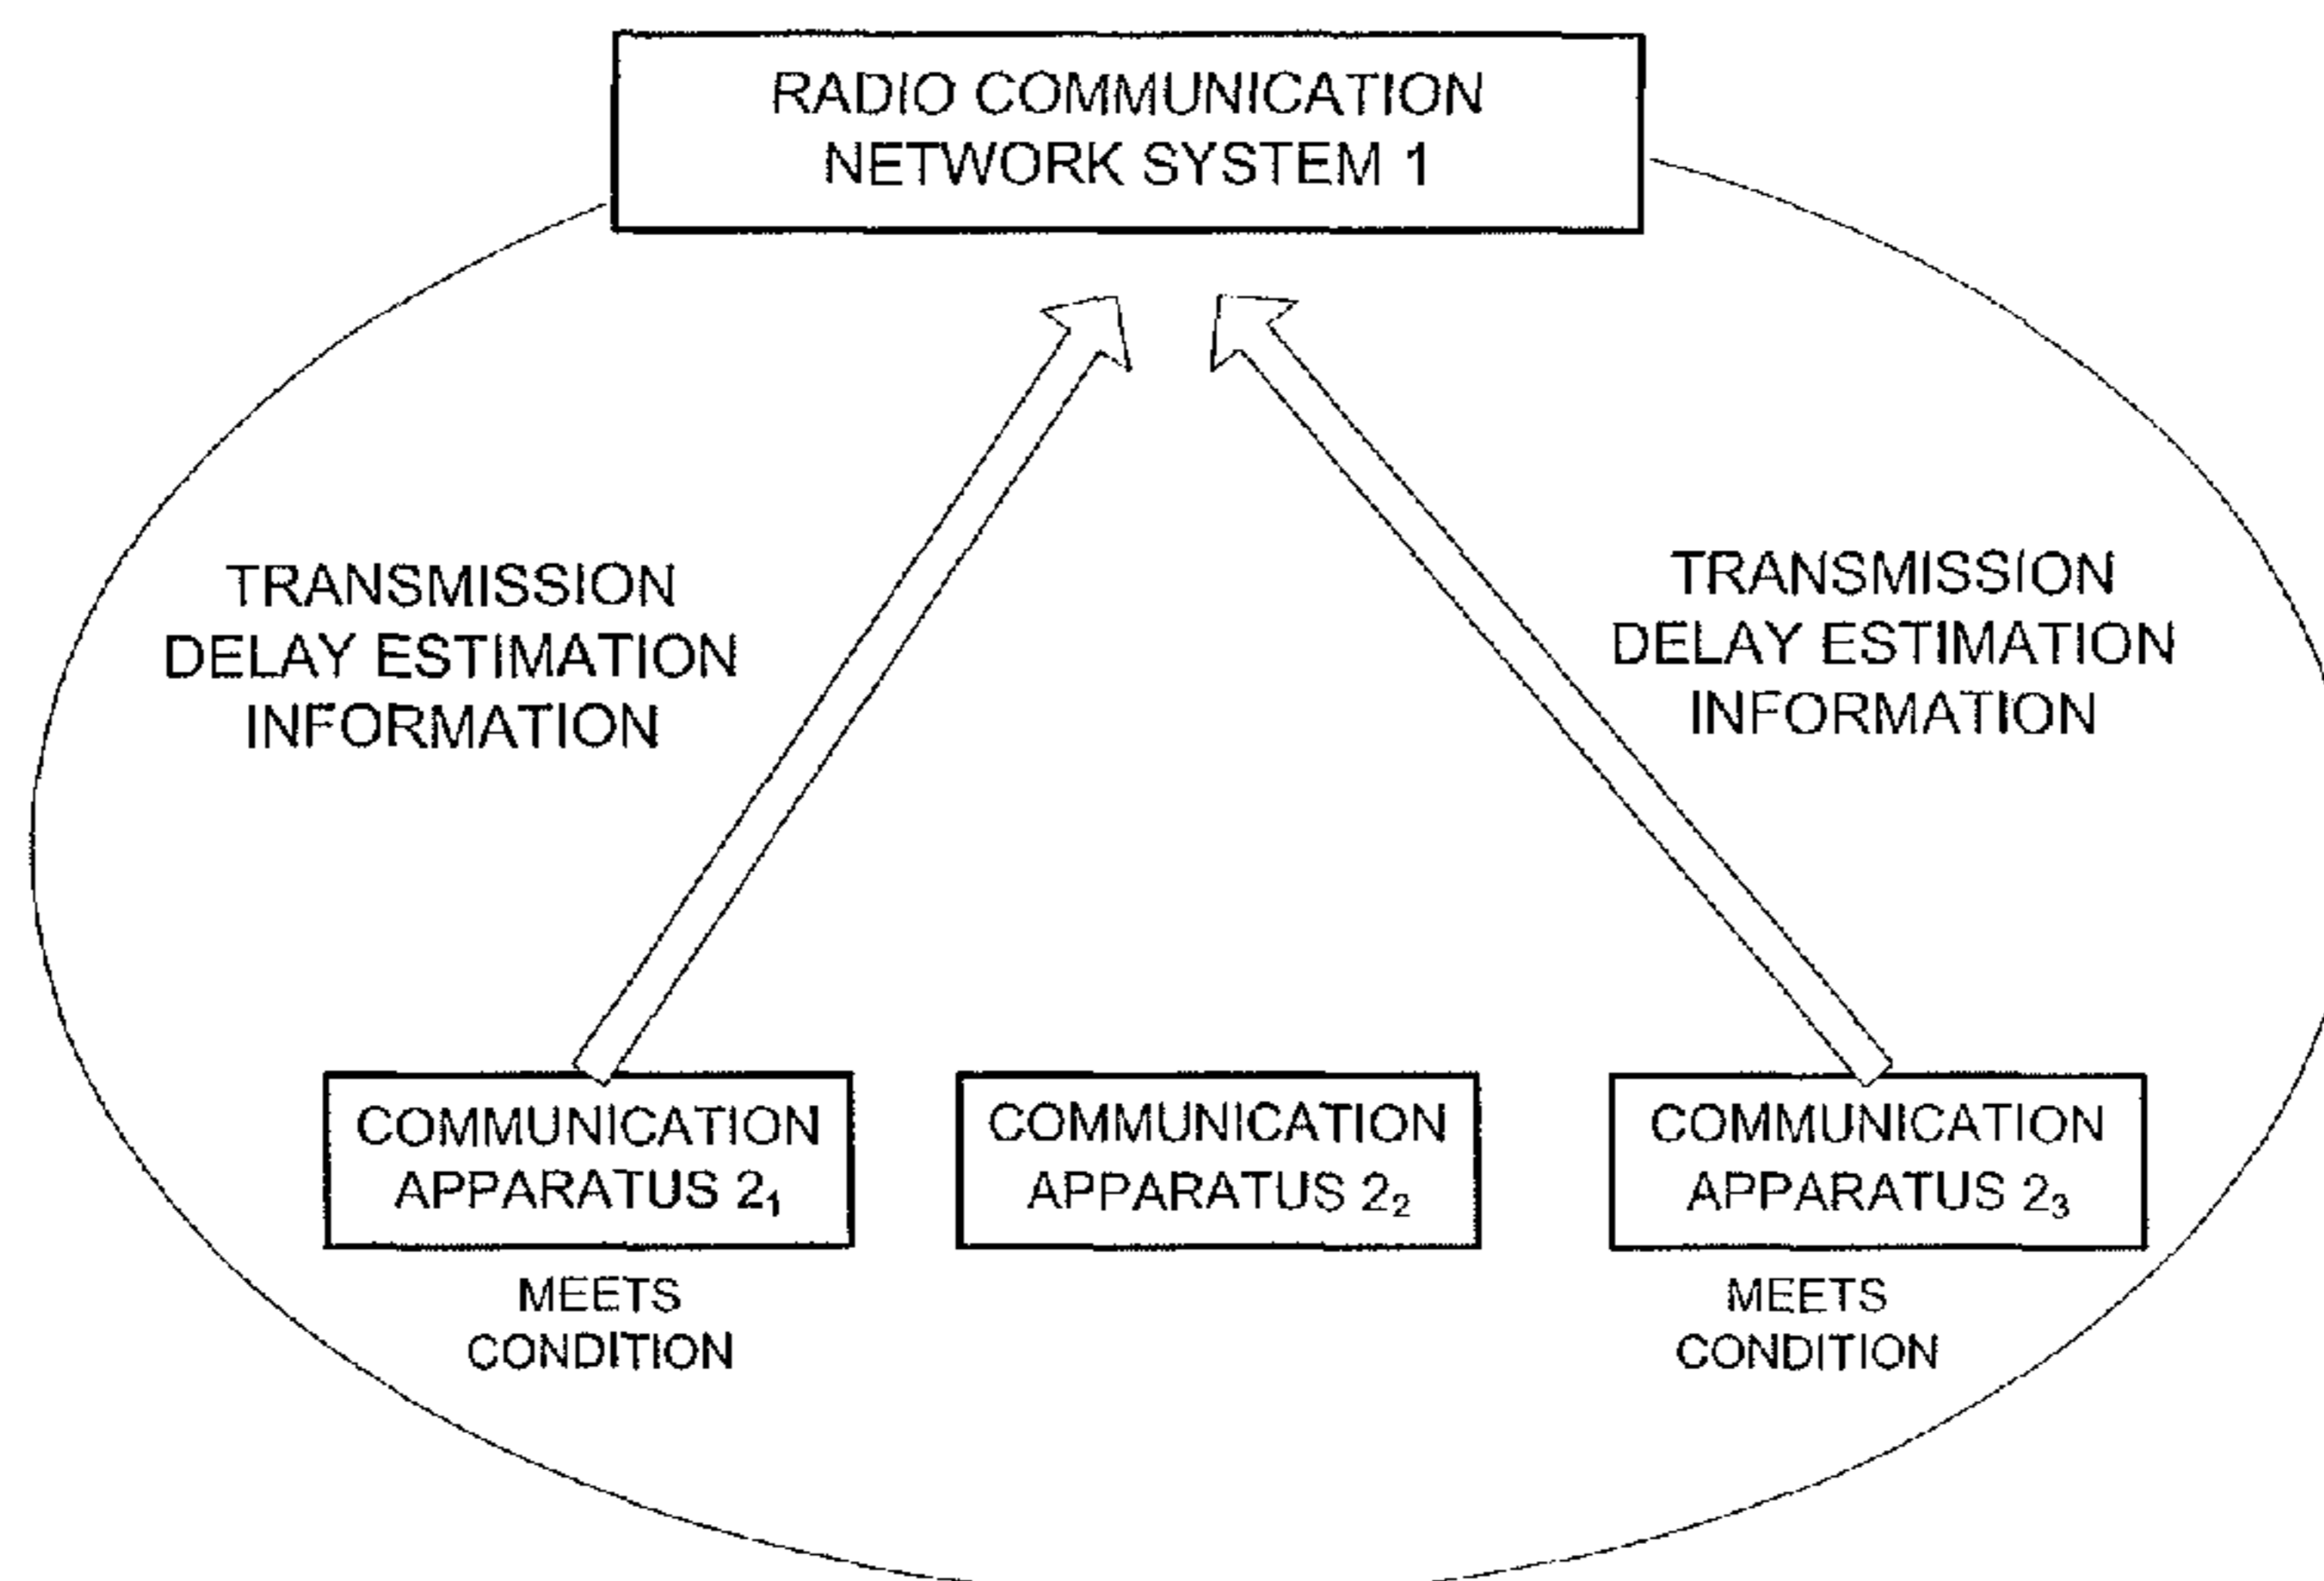 RADIO COMMUNICATION
NETWORK SYSTEM 1
TRANSMISSION
DELAY ESTIMATION
INFORMATION
TRANSMISSION
DELAY ESTIMATION
INFORMATION
COMMUNICATION
APPARATUS 2₁
COMMUNICATION
APPARATUS 2₂
COMMUNICATION
APPARATUS 2₃
MEETS
CONDITION
MEETS
CONDITION